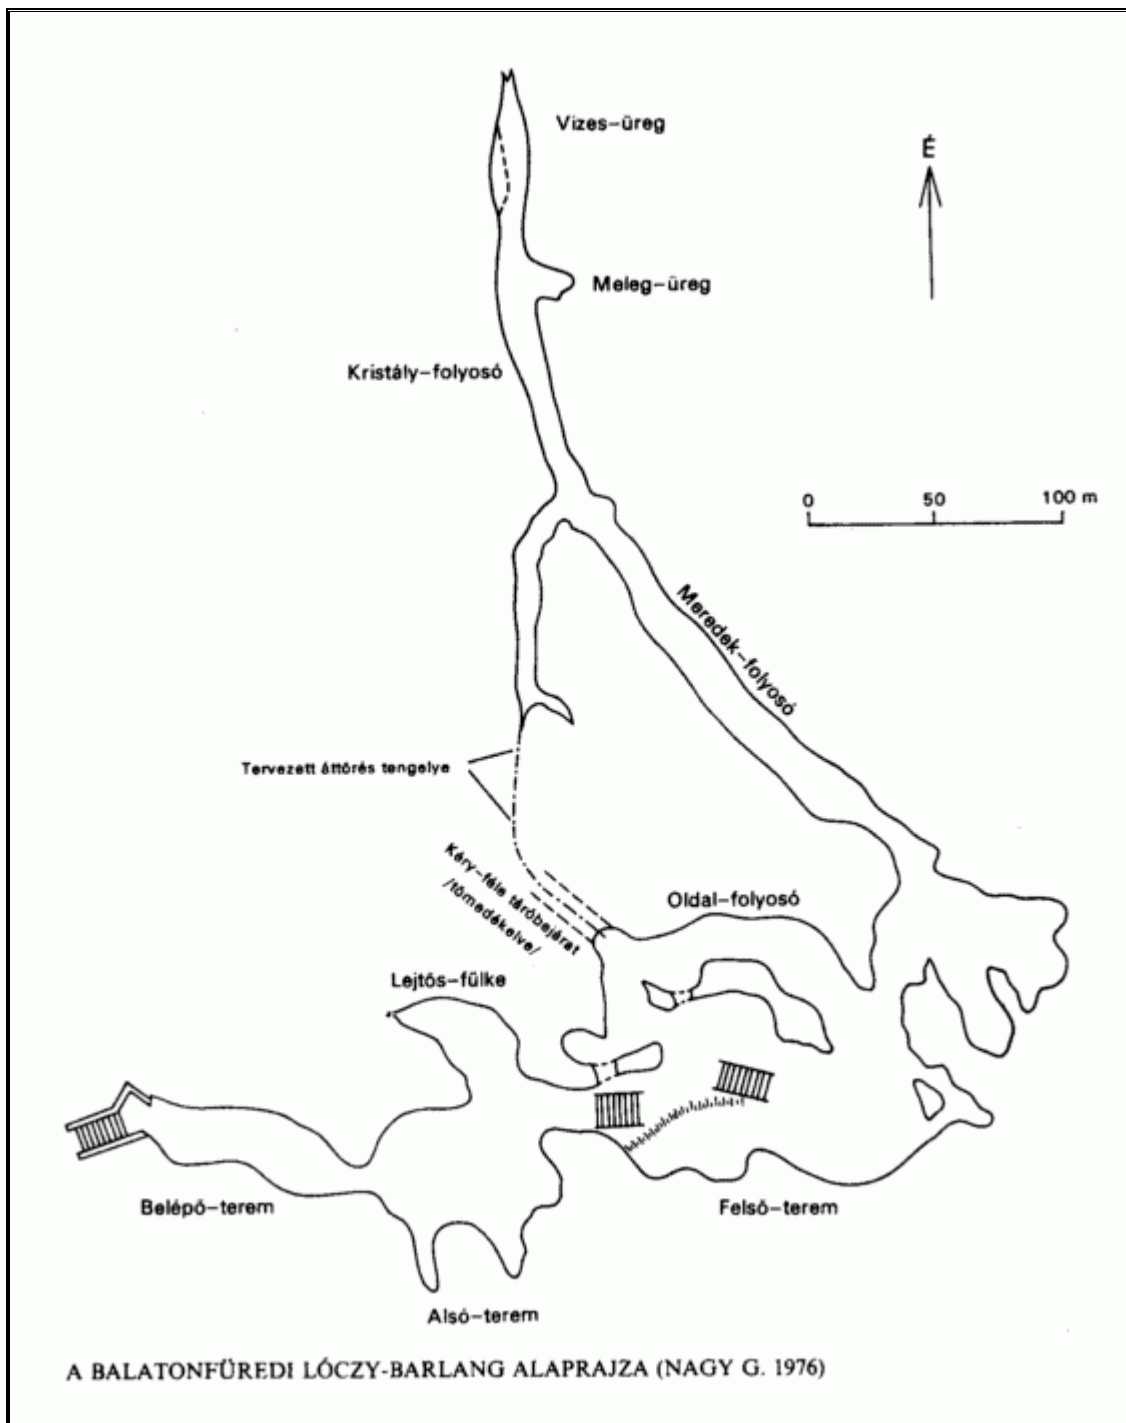 Vizes-üreg
É
Meleg-üreg
Kristály-folyosó
0 50 100 m
Meredek-folyosó
Tervezett áttörés tengelye
Kéry-féle táróbejárat
/tömedékelve/
Oldal-folyosó
Lejtős-fülke
Belépő-terem
Felső-terem
Alsó-terem
A BALATONFÜREDI LÓCZY-BARLANG ALAPRAJZA (NAGY G. 1976)